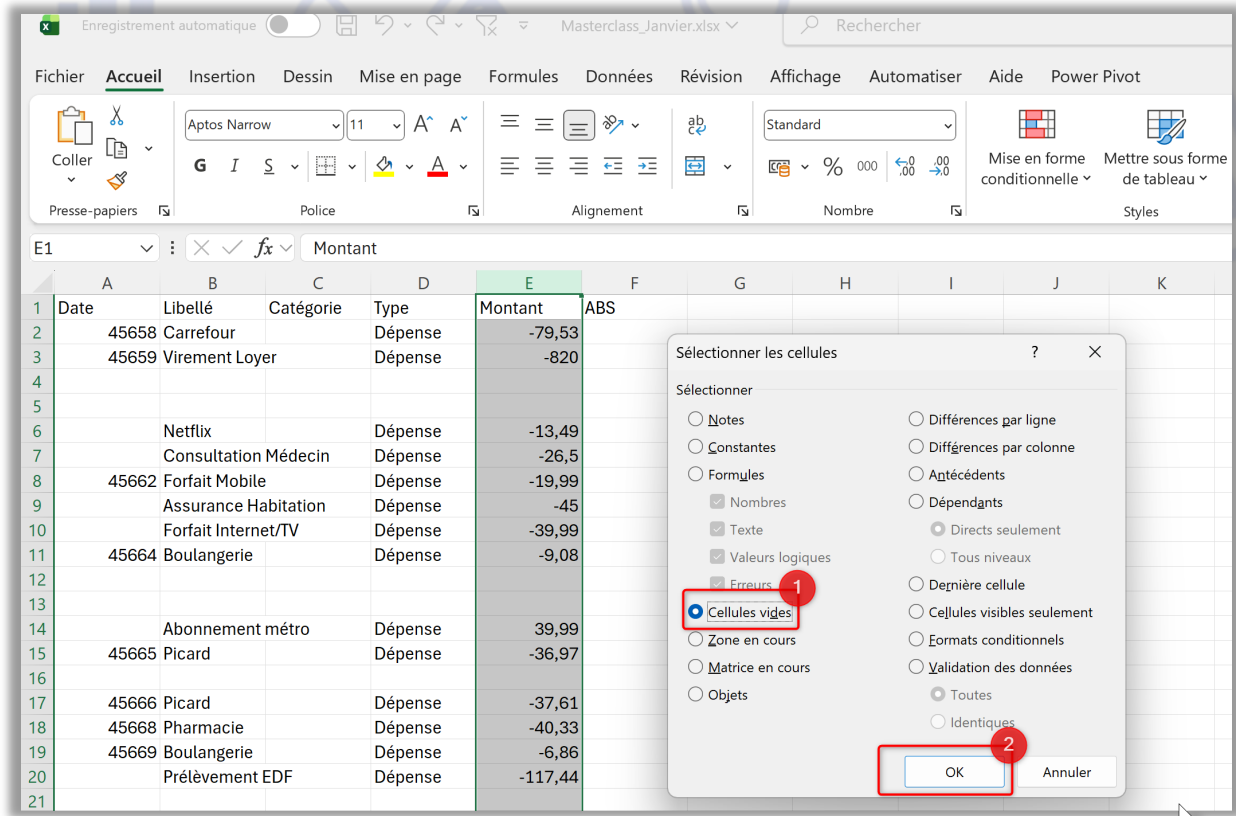 Enregistrement automatique Masterclass_Janvier.xlsx Rechercher
Fichier Accueil Insertion Dessin Mise en page Formules Données Révision Affichage Automatiser Aide Power Pivot
Coller
Aptos Narrow 11 A A
G I S A
ab
Standard
% 000
Mise en forme conditionnelle
Mettre sous forme de tableau
Presse-papiers Police Alignement Nombre Styles
E1 fx Montant
A B C D E F G H I J K
1 Date Libellé Catégorie Type Montant ABS
2 45658 Carrefour Dépense -79,53
3 45659 Virement Loyer Dépense -820
4
5
6 Netflix Dépense -13,49
7 Consultation Médecin Dépense -26,5
8 45662 Forfait Mobile Dépense -19,99
9 Assurance Habitation Dépense -45
10 Forfait Internet/TV Dépense -39,99
11 45664 Boulangerie Dépense -9,08
12
13
14 Abonnement métro Dépense 39,99
15 45665 Picard Dépense -36,97
16
17 45666 Picard Dépense -37,61
18 45668 Pharmacie Dépense -40,33
19 45669 Boulangerie Dépense -6,86
20 Prélèvement EDF Dépense -117,44
21
Sélectionner les cellules ?
Sélectionner
Notes
Constantes
Formules
Nombres
Texte
Valeurs logiques
Erreurs
1
Cellules vides
Zone en cours
Matrice en cours
Objets
Différences par ligne
Différences par colonne
Antécédents
Dépendants
Directs seulement
Tous niveaux
Dernière cellule
Cellules visibles seulement
Formats conditionnels
Validation des données
Toutes
Identiques
2
OK Annuler